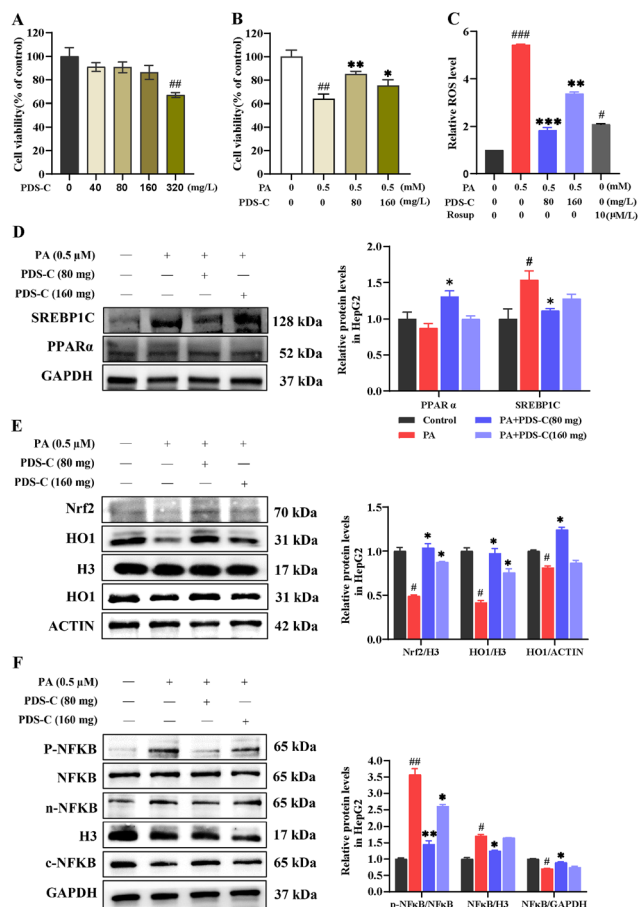 A
Cell viability(% of control)
120
100
80
60
40
20
0
##
PDS-C
0 40 80 160 320 (mg/L)
B
Cell viability(% of control)
120
100
80
60
40
20
0
##
**
*
PA 0 0.5 0.5 0.5 (mM)
PDS-C 0 0 80 160 (mg/L)
C
Relative ROS level
8
6
4
2
0
###
***
**
#
PA 0 0.5 0.5 0.5 0 (mM)
PDS-C 0 0 80 160 0 (mg/L)
Rosup 0 0 0 0 10(μM/L)
D
PA (0.5 µM) — + + +
PDS-C (80 mg) — — + —
PDS-C (160 mg) — — — +
SREBP1C 128 kDa
PPARα 52 kDa
GAPDH 37 kDa
Relative protein levels
in HepG2
2.0
1.5
1.0
0.5
0.0
*
#
*
PPAR α SREBP1C
Control PA+PDS-C(80 mg)
PA PA+PDS-C(160 mg)
E
PA (0.5 µM) — + + +
PDS-C (80 mg) — — + —
PDS-C (160 mg) — — — +
Nrf2 70 kDa
HO1 31 kDa
H3 17 kDa
HO1 31 kDa
ACTIN 42 kDa
Relative protein levels
in HepG2
1.5
1.0
0.5
0.0
#
*
*
#
*
*
#
*
Nrf2/H3 HO1/H3 HO1/ACTIN
F
PA (0.5 µM) — + + +
PDS-C (80 mg) — — + —
PDS-C (160 mg) — — — +
P-NFKB 65 kDa
NFKB 65 kDa
n-NFKB 65 kDa
H3 17 kDa
c-NFKB 65 kDa
GAPDH 37 kDa
Relative protein levels
in HepG2
4.0
3.5
3.0
2.5
2.0
1.5
1.0
0.5
0.0
##
**
*
#
*
#
*
p-NFκB/NFκB NFκB/H3 NFκB/GAPDH